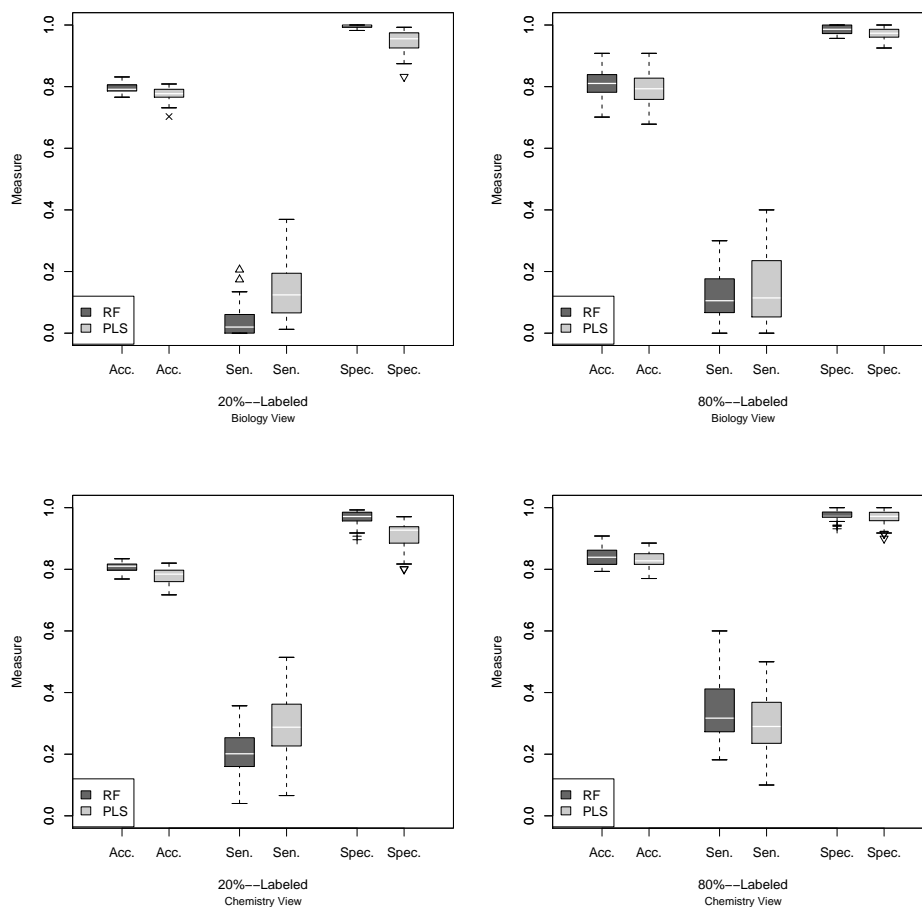 Measure
0.0 0.2 0.4 0.6 0.8 1.0
RF
PLS
Acc. Acc. Sen. Sen. Spec. Spec.
20%--Labeled
Biology View
Measure
0.0 0.2 0.4 0.6 0.8 1.0
RF
PLS
Acc. Acc. Sen. Sen. Spec. Spec.
80%--Labeled
Biology View
Measure
0.0 0.2 0.4 0.6 0.8 1.0
RF
PLS
Acc. Acc. Sen. Sen. Spec. Spec.
20%--Labeled
Chemistry View
Measure
0.0 0.2 0.4 0.6 0.8 1.0
RF
PLS
Acc. Acc. Sen. Sen. Spec. Spec.
80%--Labeled
Chemistry View